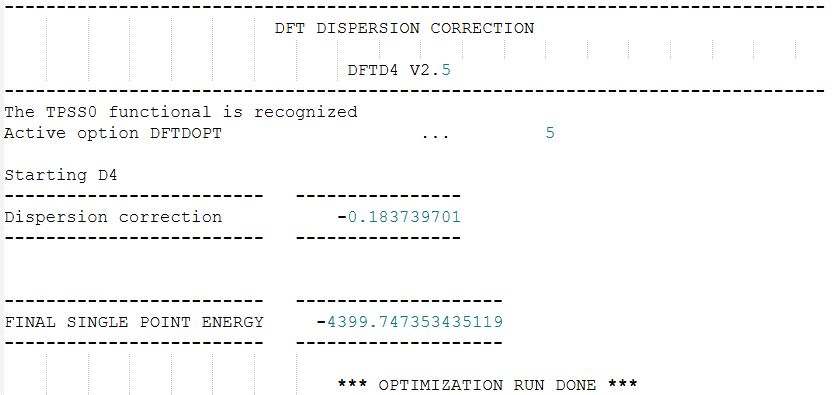 -------------------------------------------------------------------------------
                          DFT DISPERSION CORRECTION
                                 DFTD4 V2.5
-------------------------------------------------------------------------------
The TPSS0 functional is recognized
Active option DFTDOPT                   ...         5
Starting D4
-------------------------   ----------------
Dispersion correction           -0.183739701
-------------------------   ----------------
-------------------------   --------------------
FINAL SINGLE POINT ENERGY     -4399.747353435119
-------------------------   --------------------
                                *** OPTIMIZATION RUN DONE ***